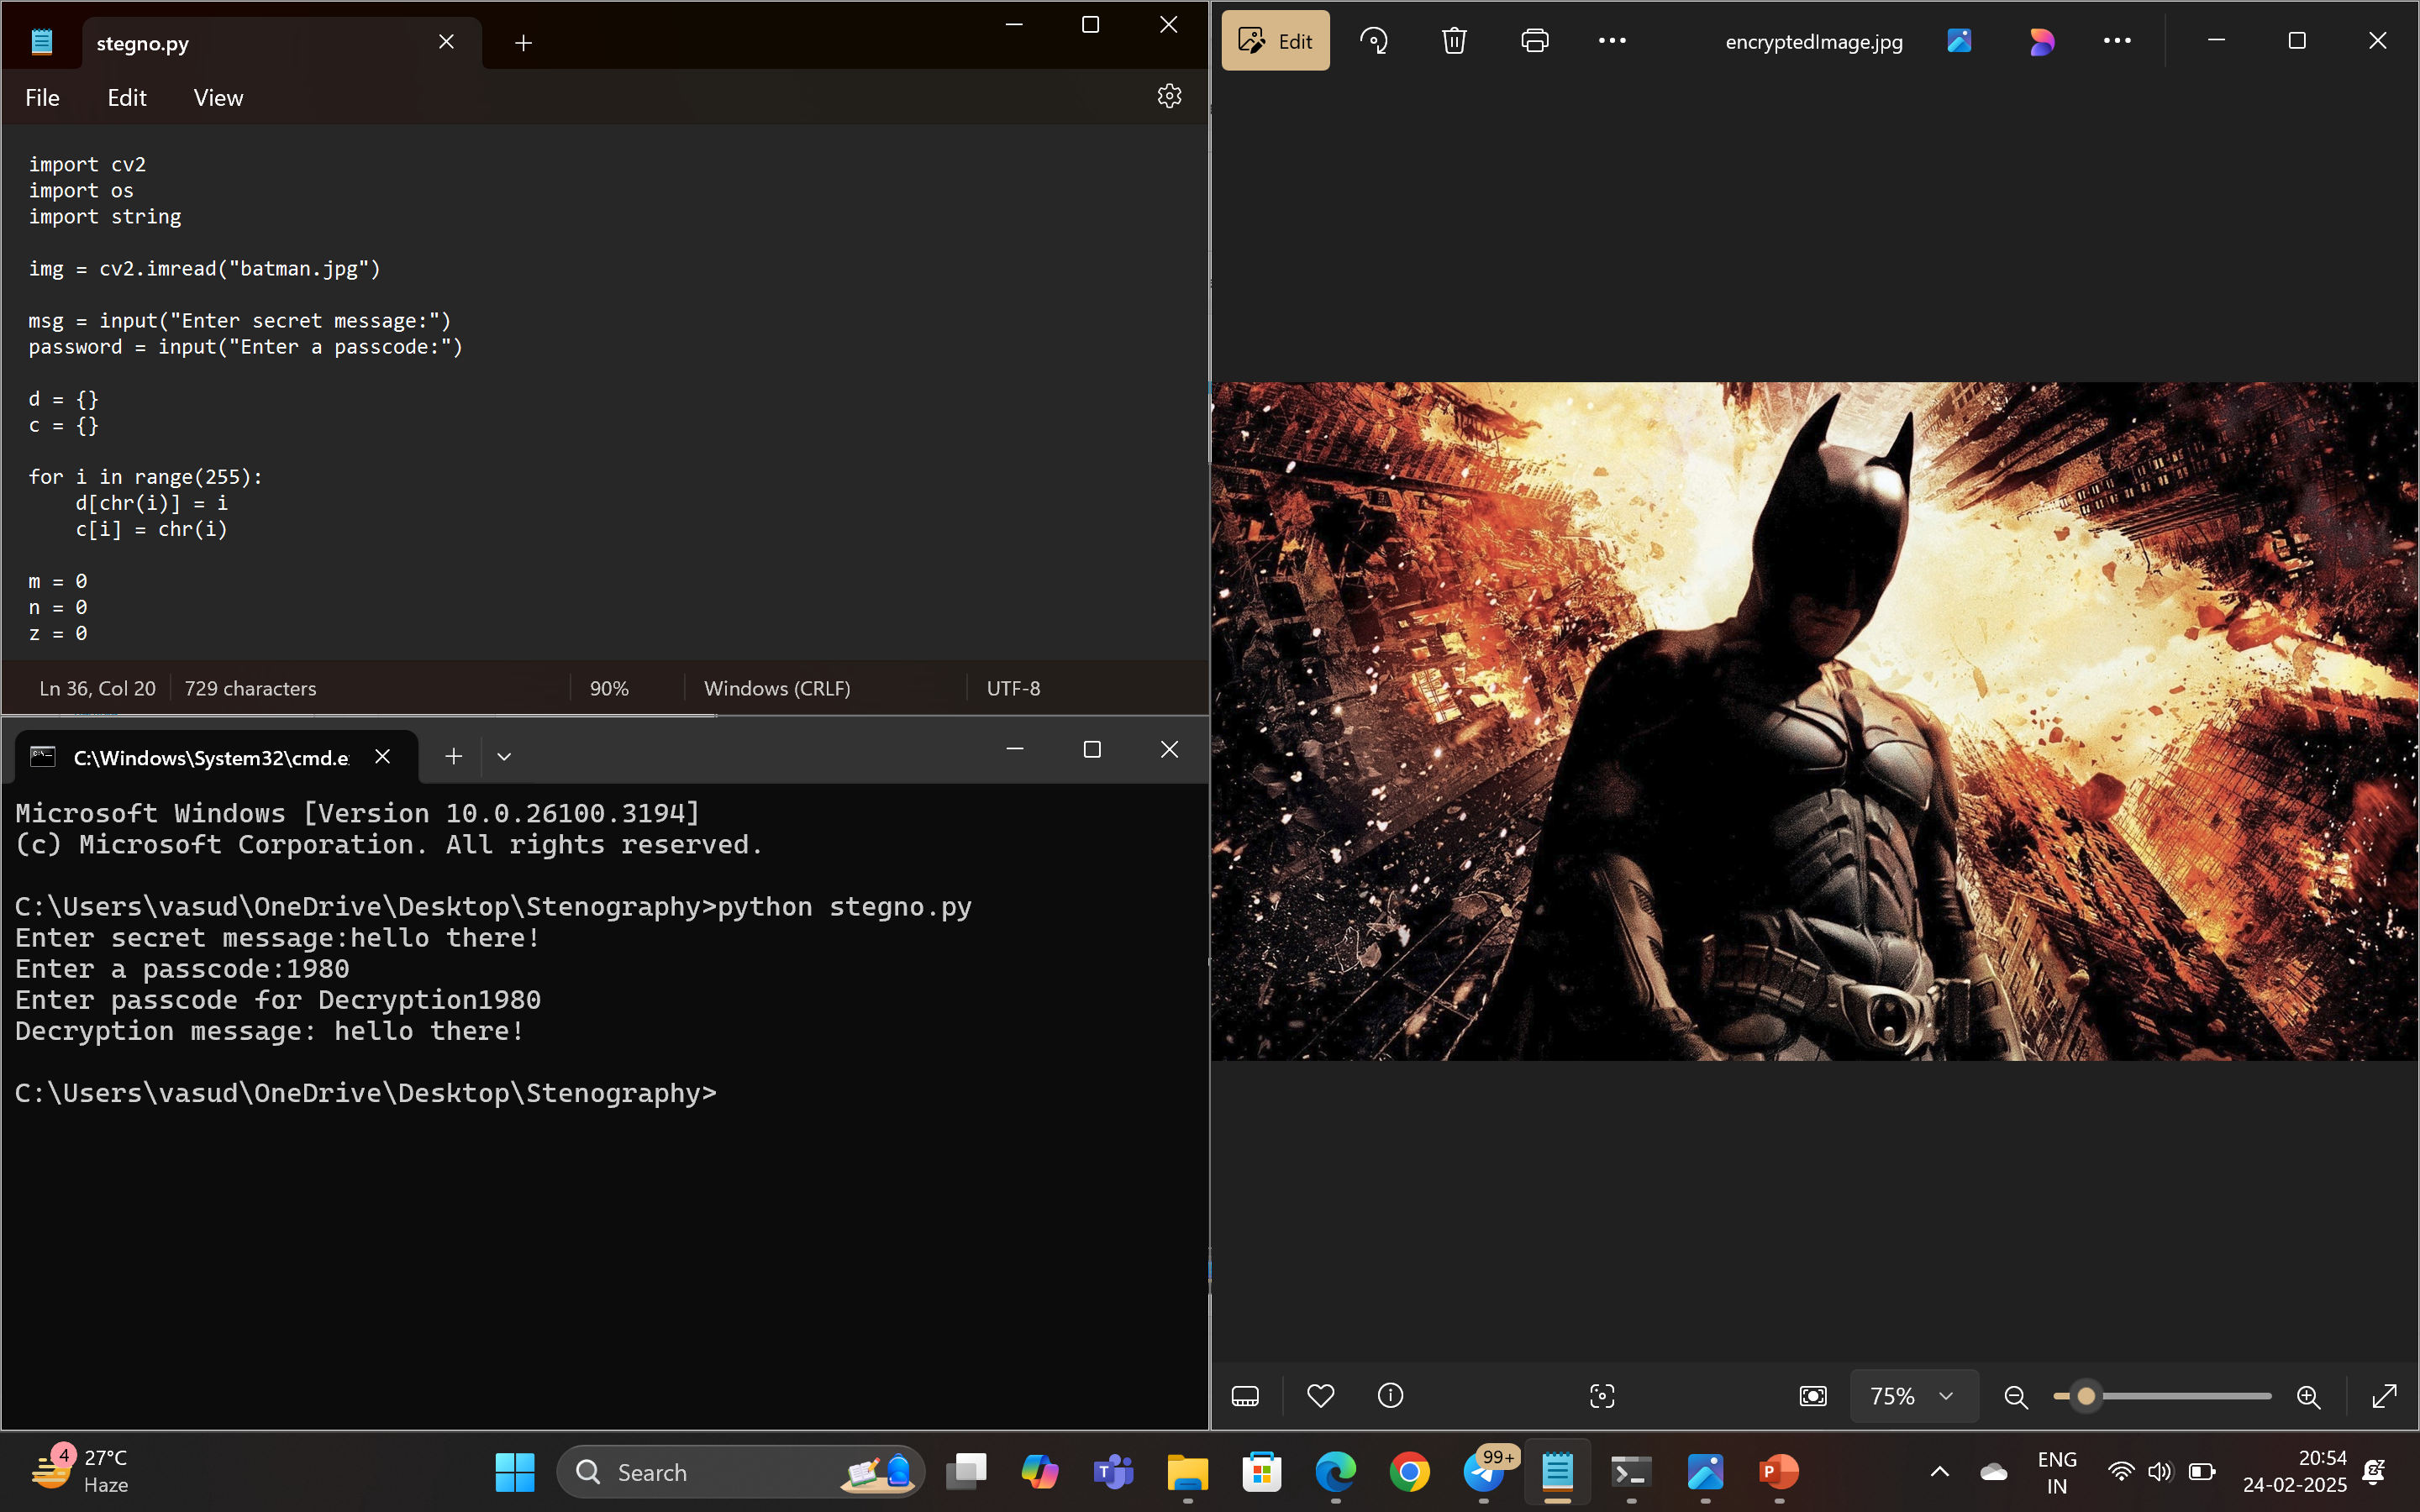 stegno.py
File Edit View
import cv2
import os
import string
img = cv2.imread("batman.jpg")
msg = input("Enter secret message:")
password = input("Enter a passcode:")
d = {}
c = {}
for i in range(255):
    d[chr(i)] = i
    c[i] = chr(i)
m = 0
n = 0
z = 0
Ln 36, Col 20 729 characters 90% Windows (CRLF) UTF-8
C:\Windows\System32\cmd.e
Microsoft Windows [Version 10.0.26100.3194]
(c) Microsoft Corporation. All rights reserved.
C:\Users\vasud\OneDrive\Desktop\Stenography>python stegno.py
Enter secret message:hello there!
Enter a passcode:1980
Enter passcode for Decryption1980
Decryption message: hello there!
C:\Users\vasud\OneDrive\Desktop\Stenography>
Edit encryptedImage.jpg
75%
4 27°C
Haze
Search
T
99+
P
ENG
IN
20:54
24-02-2025